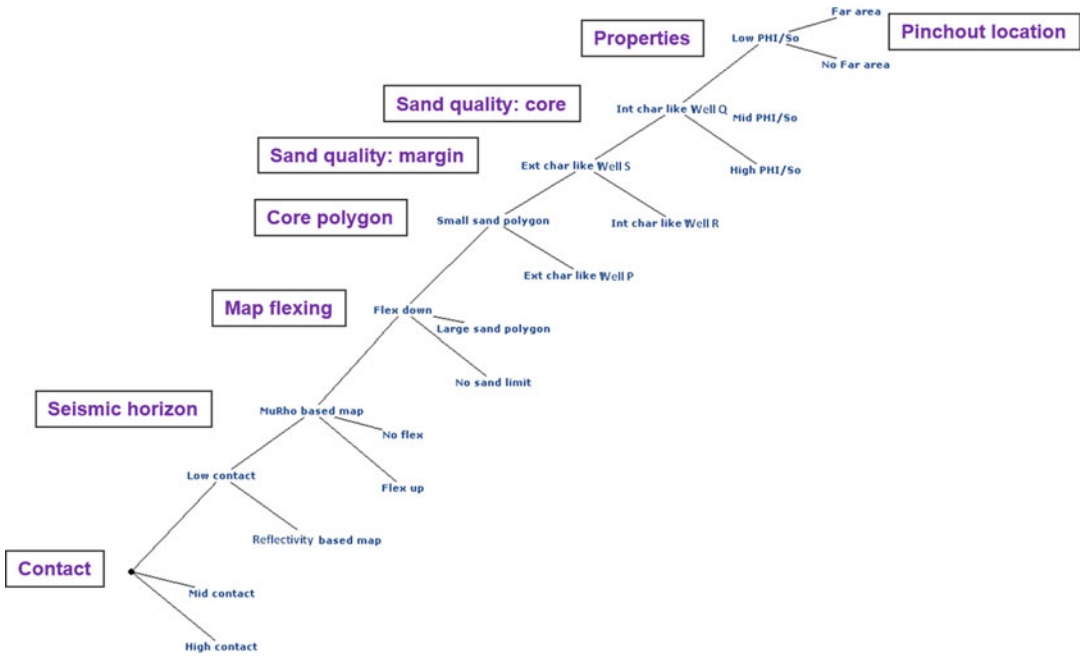 Far area
Properties
Low PHI/So
Pinchout location
No Far area
Sand quality: core
Int char like Well Q
Mid PHI/So
Sand quality: margin
Ext char like Well S
High PHI/So
Core polygon
Small sand polygon
Int char like Well R
Ext char like Well P
Map flexing
Flex down
Large sand polygon
No sand limit
Seismic horizon
MuRho based map
No flex
Low contact
Flex up
Reflectivity based map
Contact
Mid contact
High contact